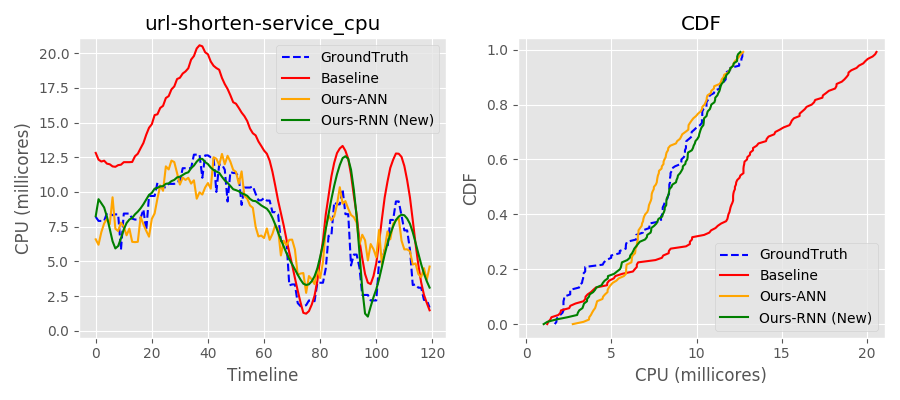 url-shorten-service_cpu
CPU (millicores)
20.0
17.5
15.0
12.5
10.0
7.5
5.0
2.5
0.0
GroundTruth
Baseline
Ours-ANN
Ours-RNN (New)
0 20 40 60 80 100 120
Timeline
CDF
CDF
1.0
0.8
0.6
0.4
0.2
0.0
GroundTruth
Baseline
Ours-ANN
Ours-RNN (New)
0 5 10 15 20
CPU (millicores)